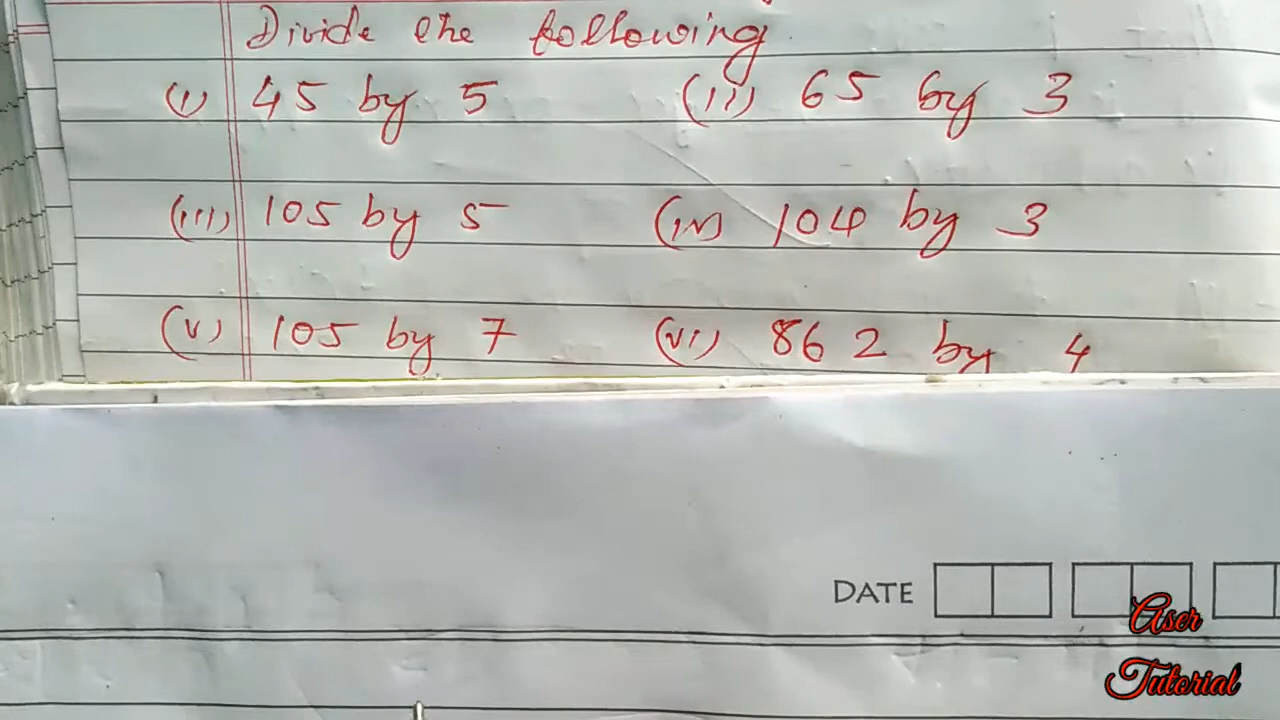 Divide the following
(i) 45 by 5 (ii) 65 by 3
(iii) 105 by 5 (iv) 104 by 3
(v) 105 by 7 (vi) 862 by 4
DATE
Aser
Tutorial